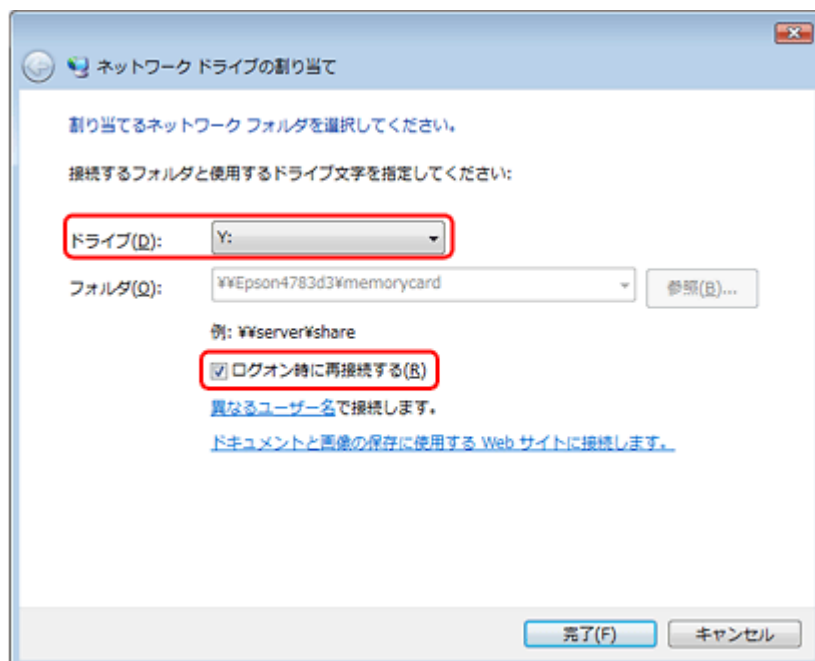 ネットワーク ドライブの割り当て
割り当てるネットワーク フォルダを選択してください。
接続するフォルダと使用するドライブ文字を指定してください:
ドライブ(D): Y:
フォルダ(O): ¥¥Epson4783d3¥memorycard 参照(B)...
例: ¥¥server¥share
ログオン時に再接続する(R)
異なるユーザー名で接続します。
ドキュメントと画像の保存に使用する Web サイトに接続します。
完了(F) キャンセル